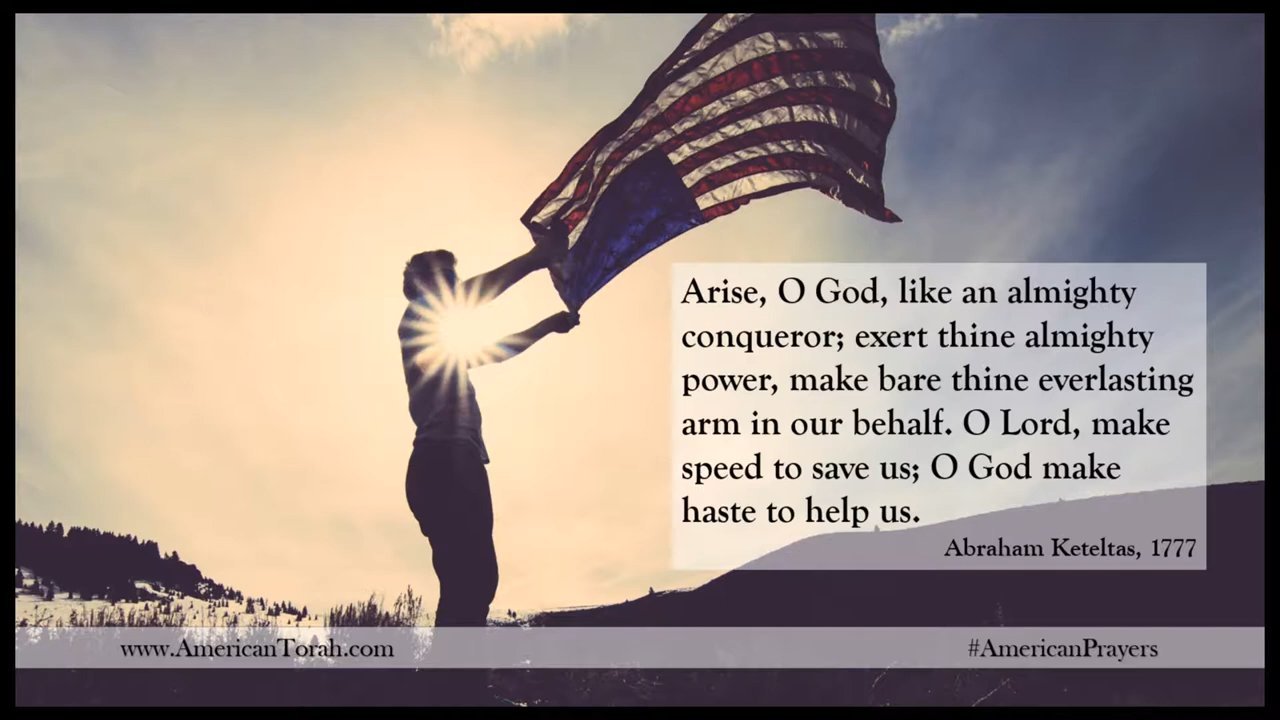 Arise, O God, like an almighty
conqueror; exert thine almighty
power, make bare thine everlasting
arm in our behalf. O Lord, make
speed to save us; O God make
haste to help us.
Abraham Keteltas, 1777
www.AmericanTorah.com
#AmericanPrayers